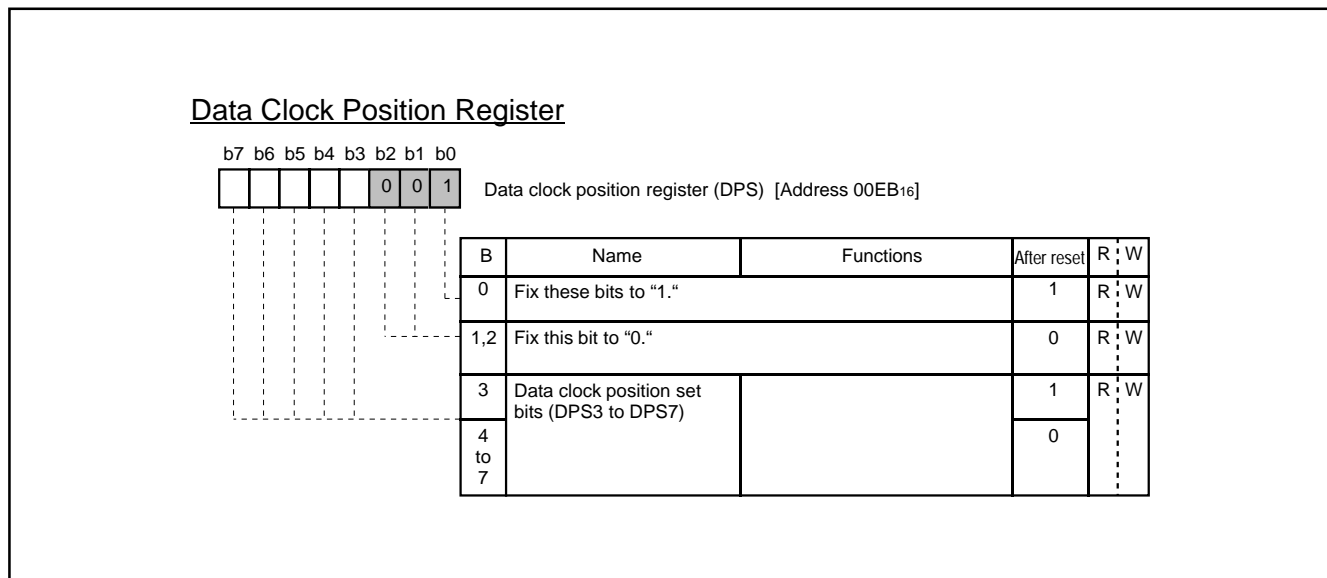 Data Clock Position Register
b7 b6 b5 b4 b3 b2 b1 b0
0 0 1
Data clock position register (DPS) [Address 00EB16]
B Name Functions After reset R W
0 Fix these bits to “1.“ 1 R W
1,2 Fix this bit to “0.“ 0 R W
3 Data clock position set 1 R W
bits (DPS3 to DPS7)
4 0
to
7